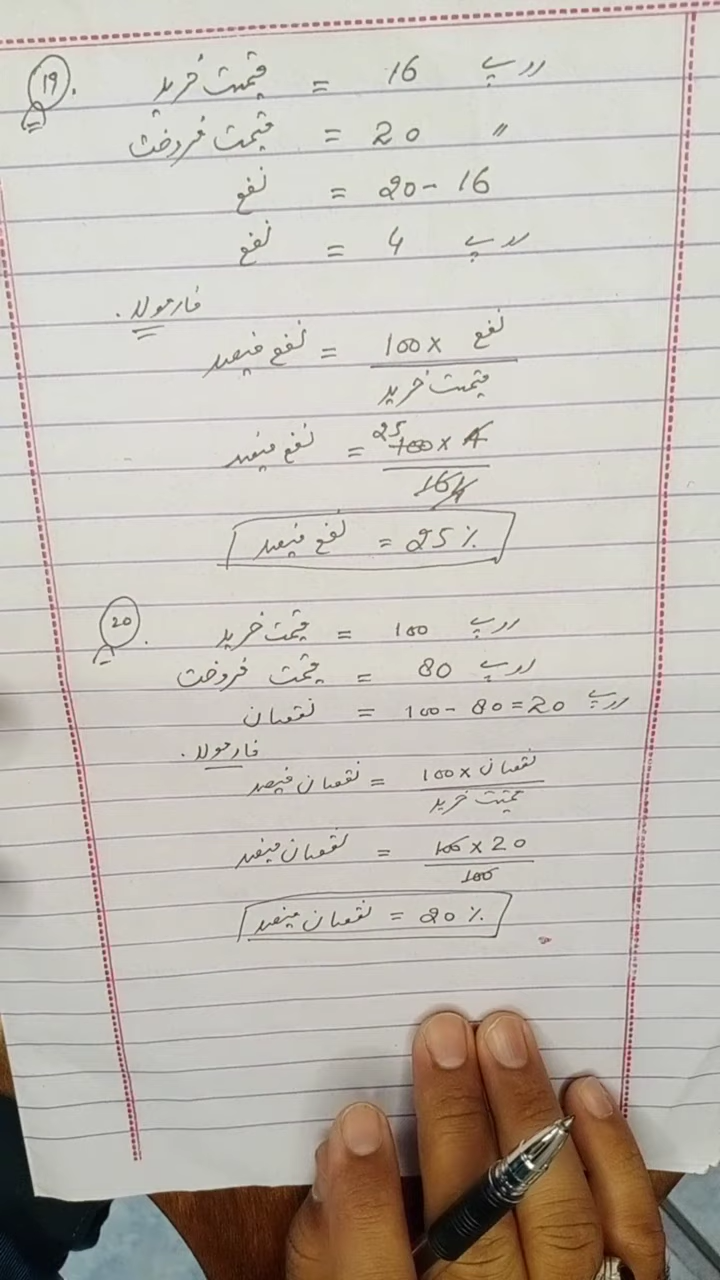 19. قیمت خرید = 16 روپے
قیمت فروخت = 20 "
نفع = 20 - 16
نفع = 4 روپے
فارمولا.
نفع فیصد = 100 × نفع
قیمت خرید
نفع فیصد = 25 100 × 4
16 4
نفع فیصد = 25 %
20. قیمت خرید = 100 روپے
قیمت فروخت = 80 روپے
نقصان = 100 - 80 = 20 روپے
فارمولا.
نقصان فیصد = 100 × نقصان
قیمت خرید
نقصان فیصد = 100 × 20
100
نقصان فیصد = 20 %